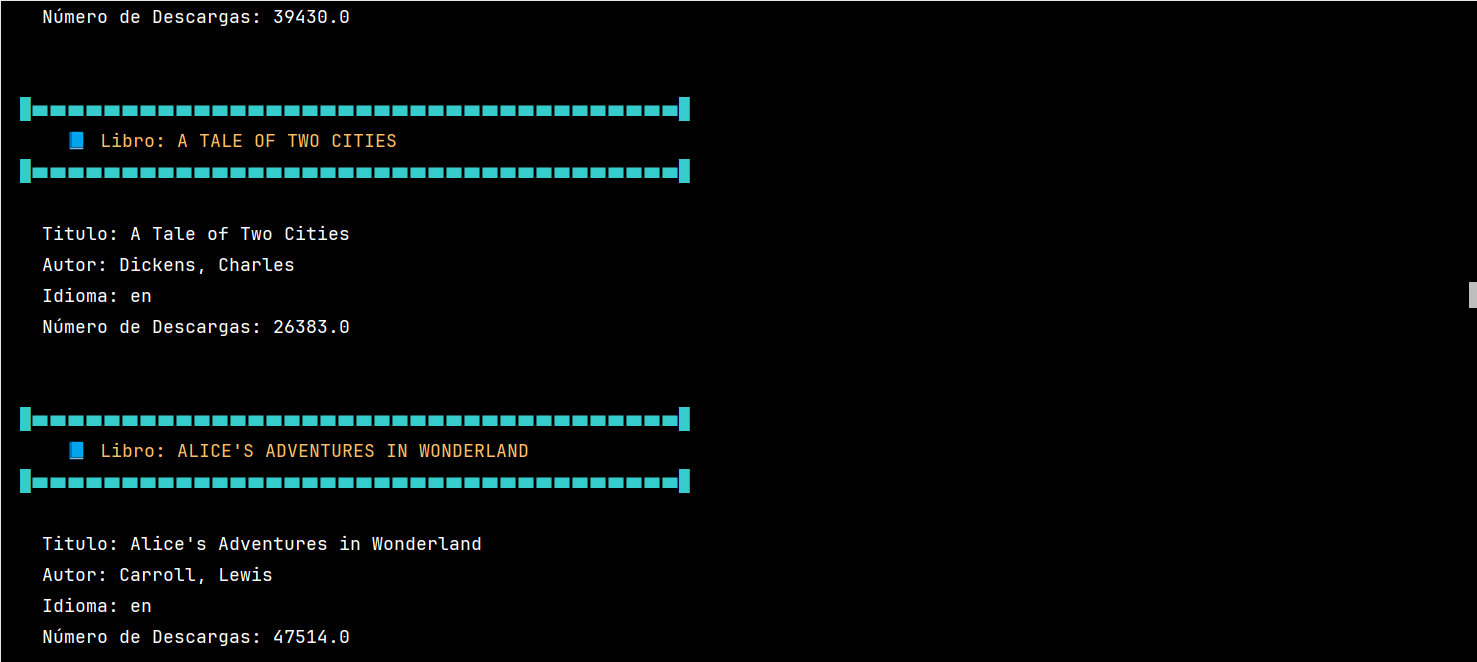 Número de Descargas: 39430.0
Libro: A TALE OF TWO CITIES
Titulo: A Tale of Two Cities
Autor: Dickens, Charles
Idioma: en
Número de Descargas: 26383.0
Libro: ALICE'S ADVENTURES IN WONDERLAND
Titulo: Alice's Adventures in Wonderland
Autor: Carroll, Lewis
Idioma: en
Número de Descargas: 47514.0